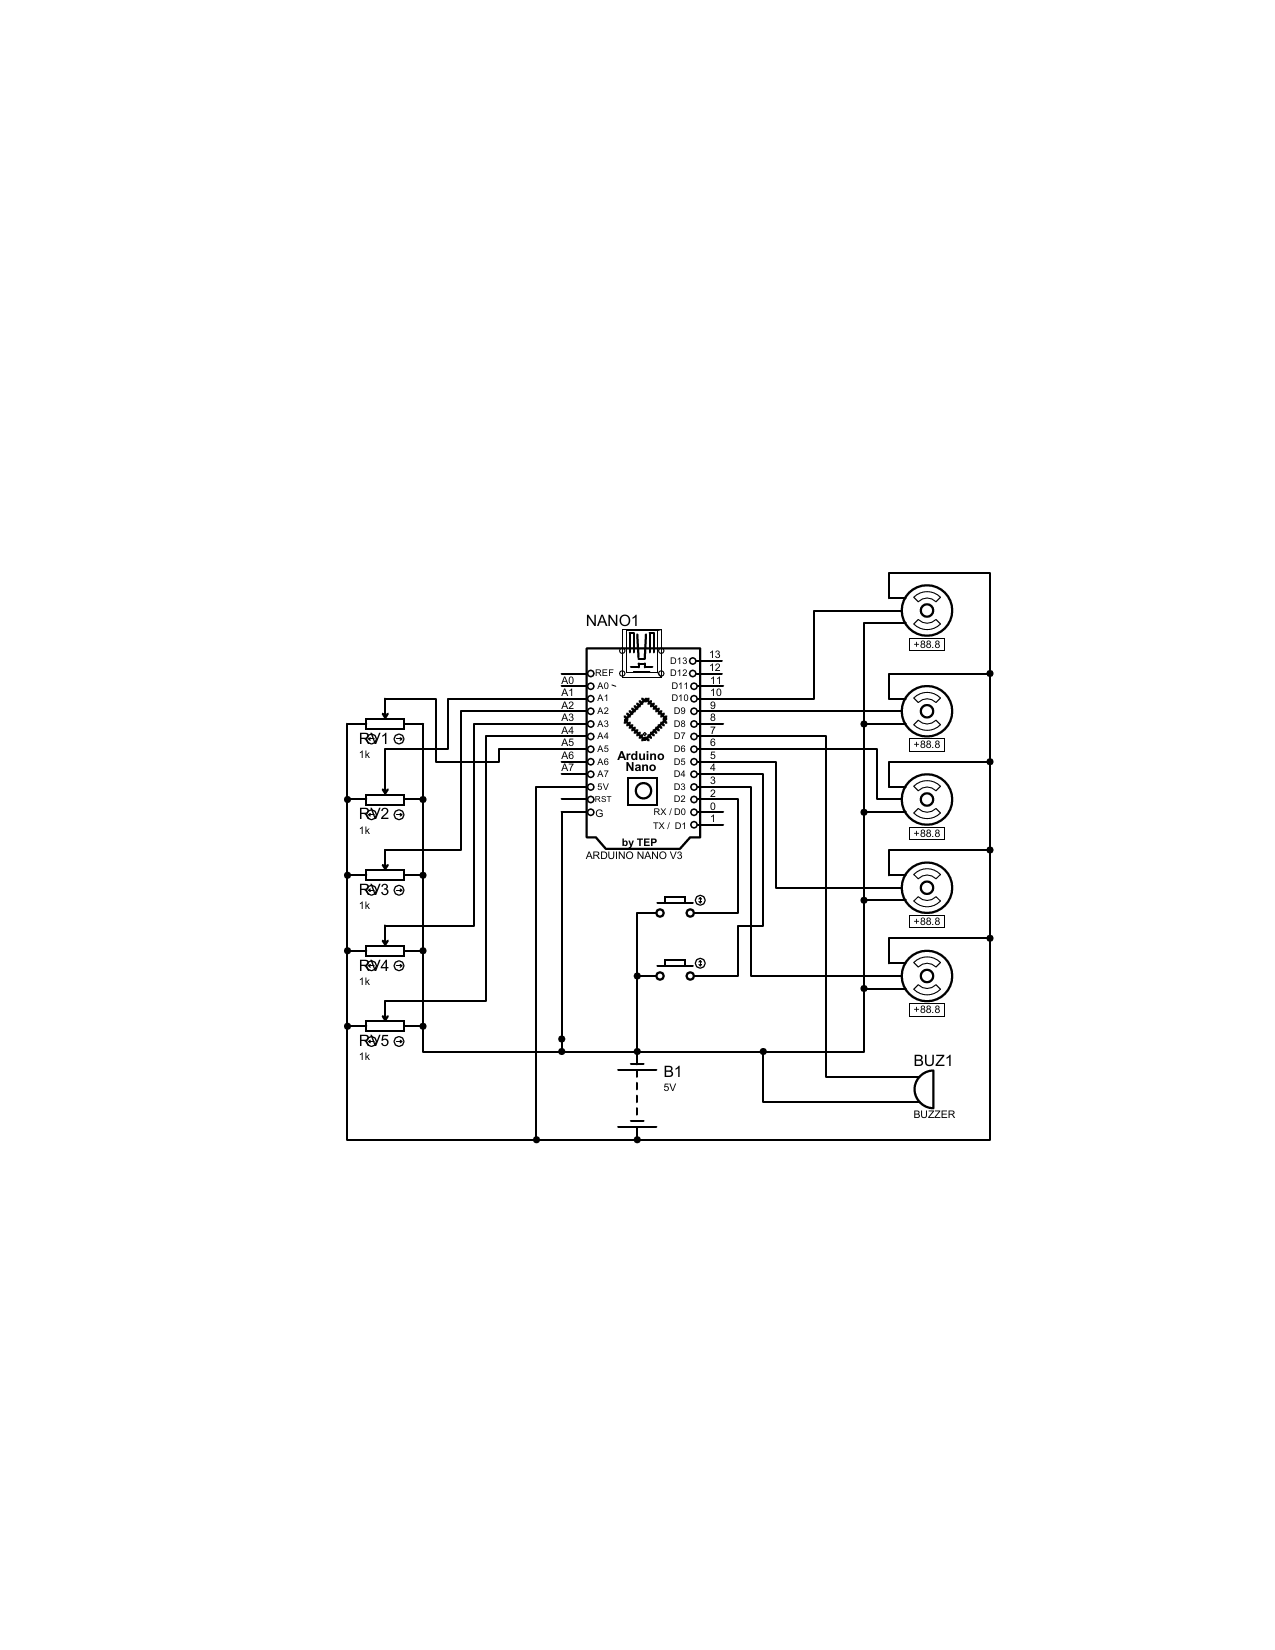 NANO1
REF
A0
A0 ~
A1
A1
A2
A2
A3
A3
A4
A4
A5
A5
A6
A6
A7
A7
5V
RST
G
D13
13
D12
12
D11
11
D10
10
D9
9
D8
8
D7
7
D6
6
D5
5
D4
4
D3
3
D2
2
RX / D0
0
TX / D1
1
Arduino
Nano
by TEP
ARDUINO NANO V3
RV1
1k
RV2
1k
RV3
1k
RV4
1k
RV5
1k
+88.8
+88.8
+88.8
+88.8
+88.8
B1
5V
BUZ1
BUZZER